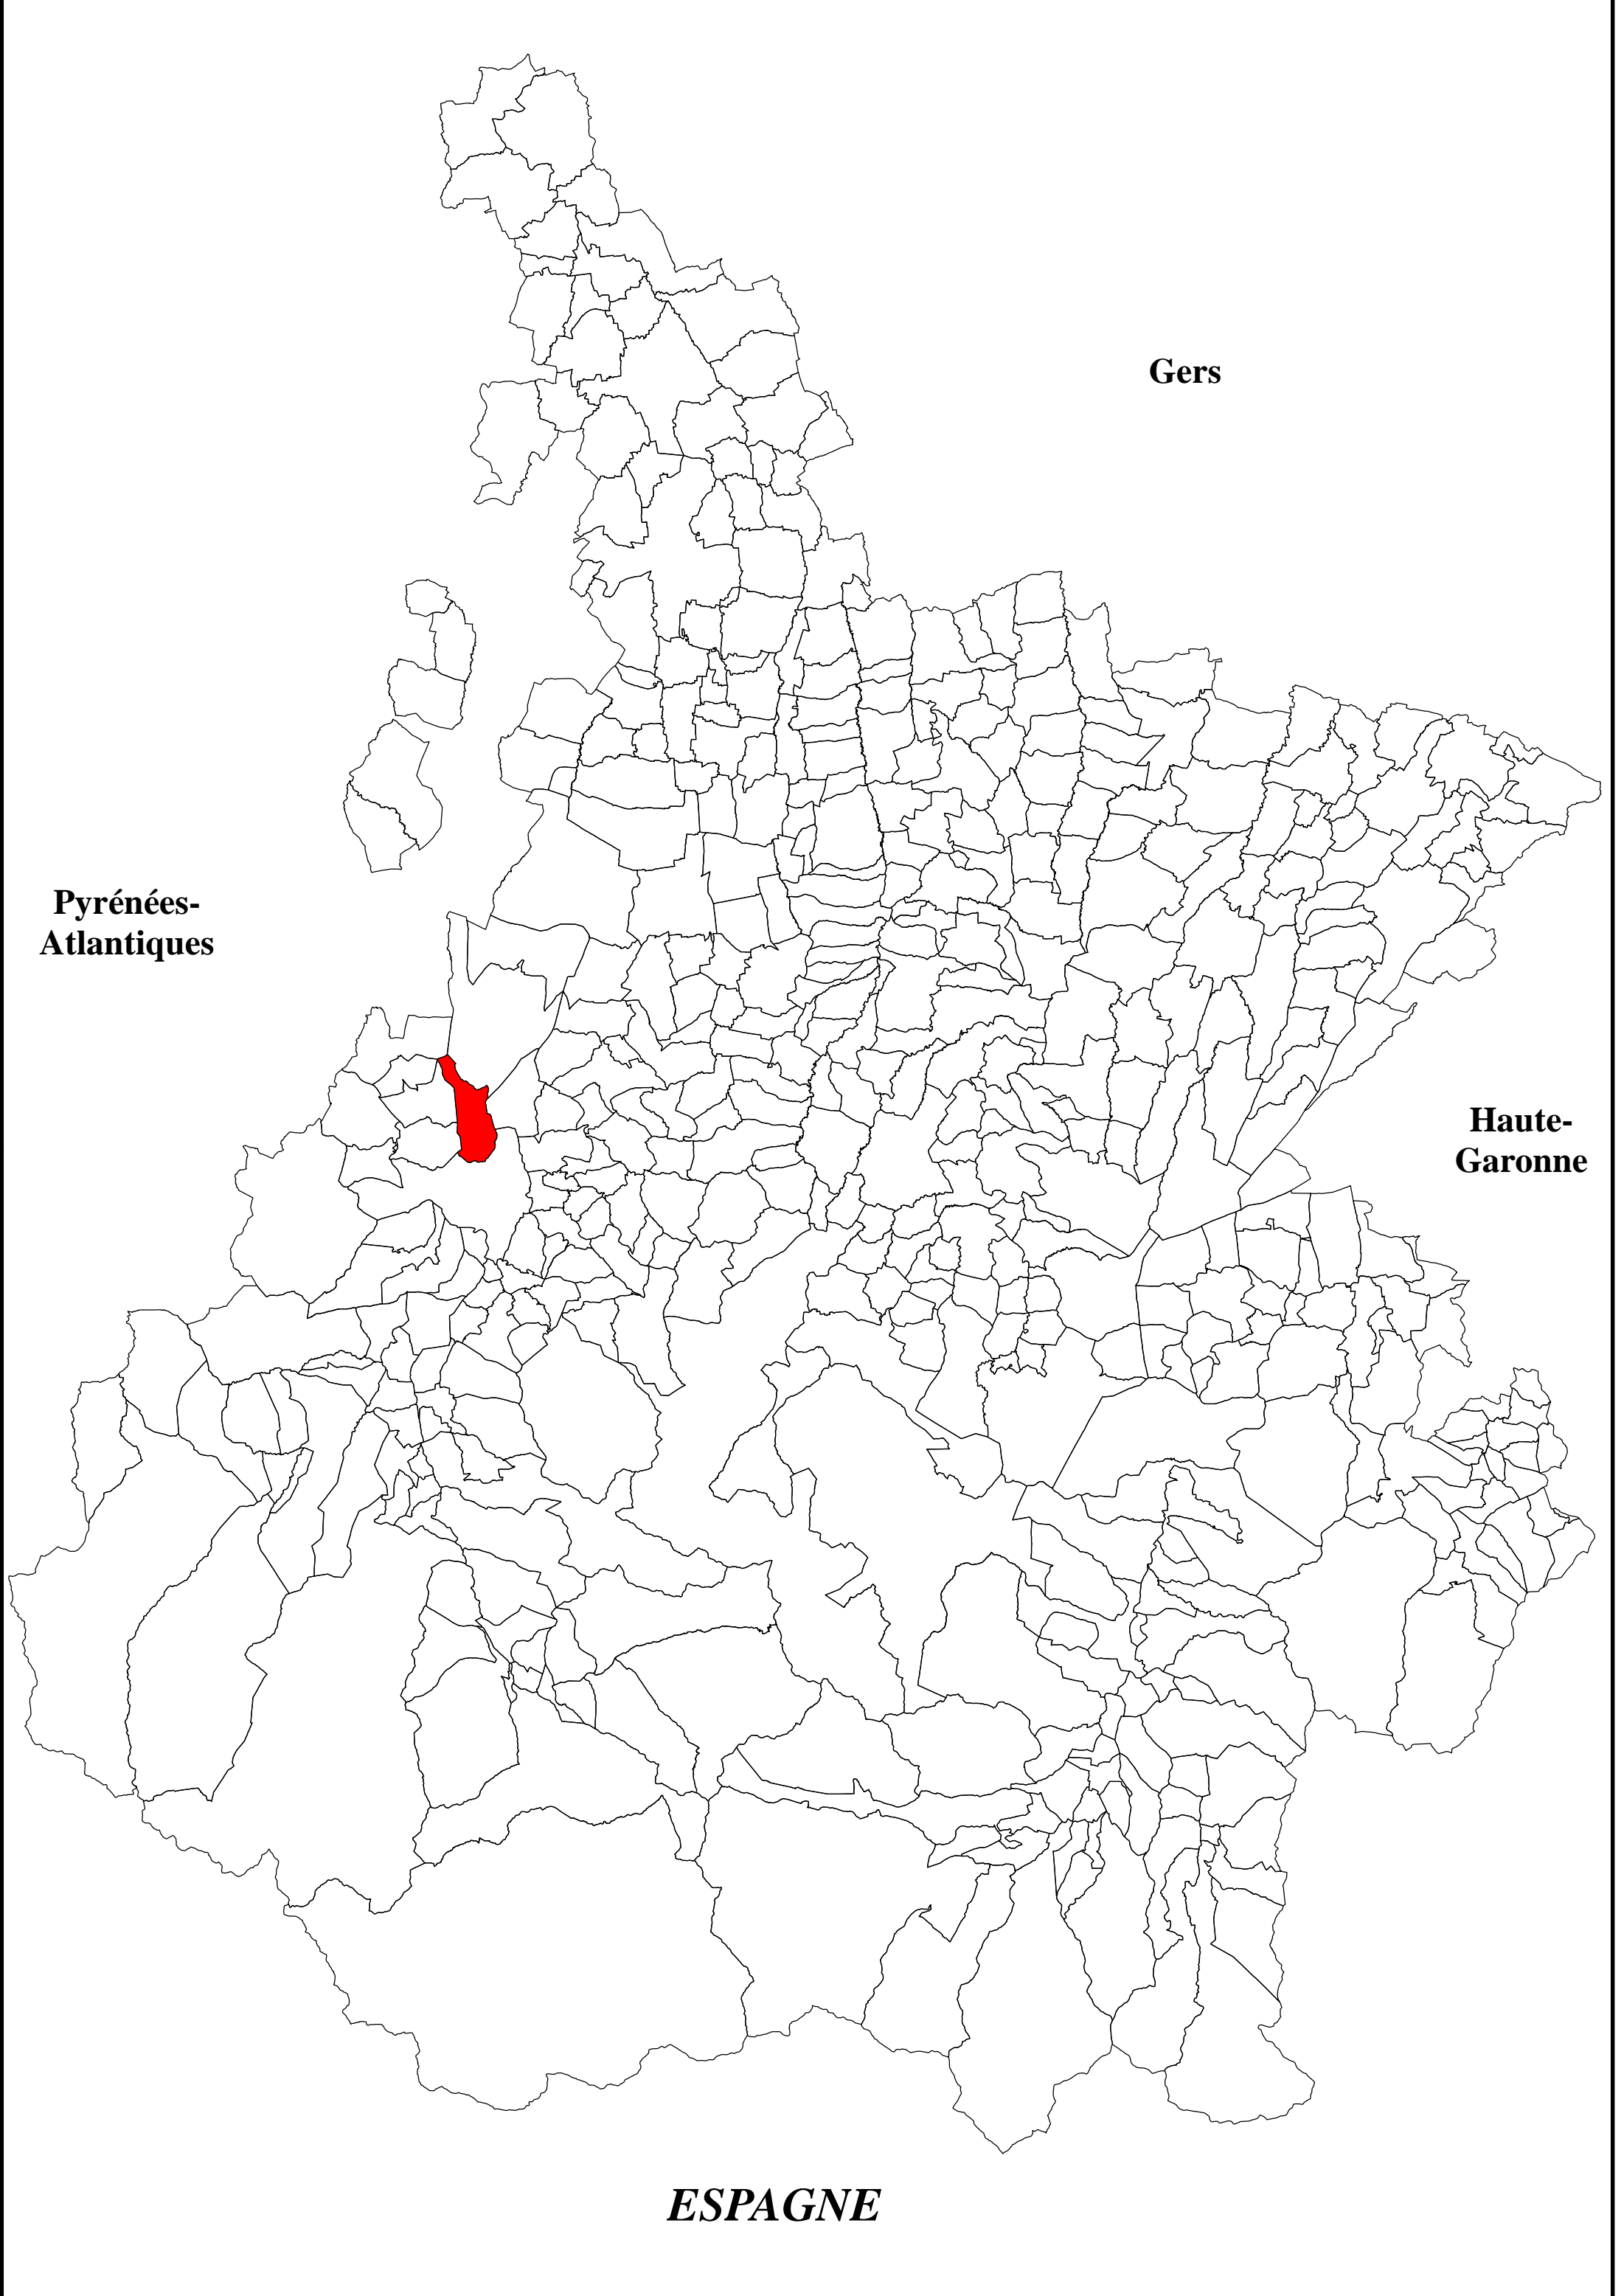 Gers
Pyrénées-
Atlantiques
Haute-
Garonne
ESPAGNE